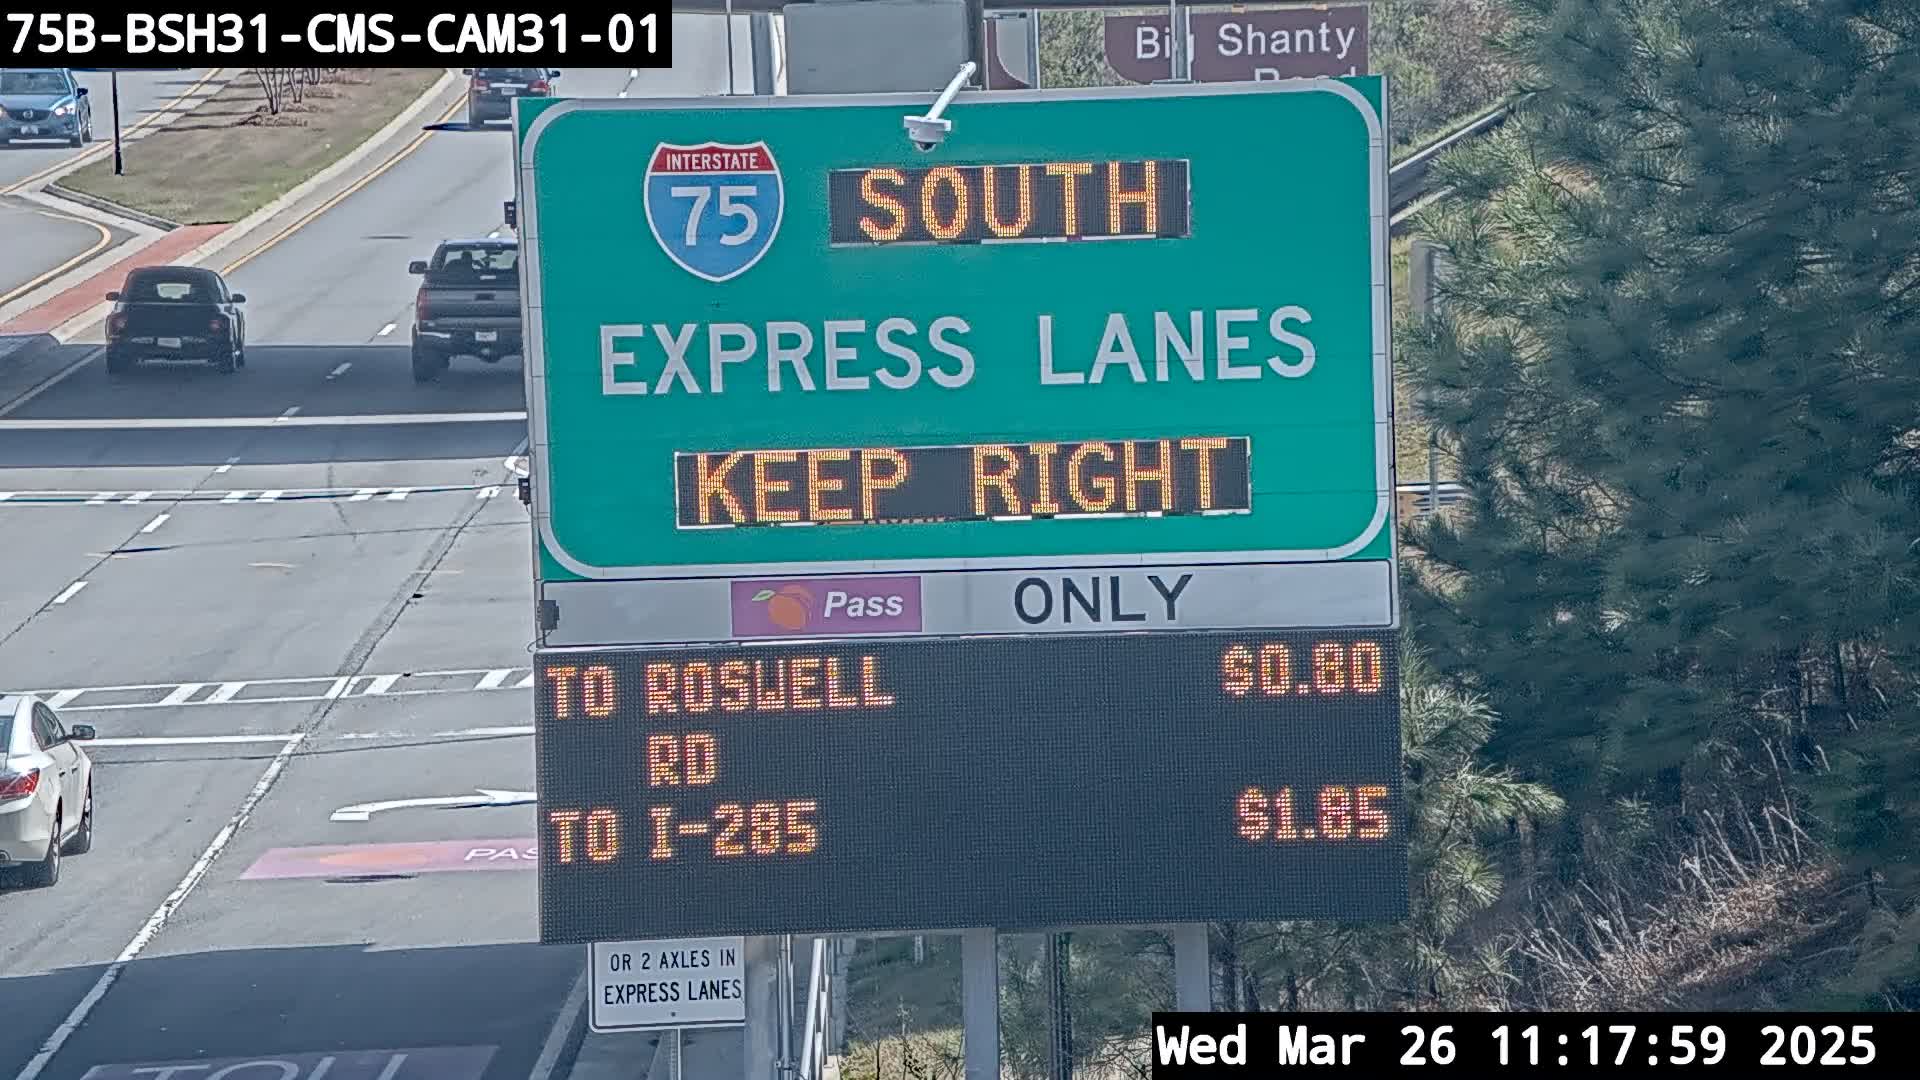 75B-BSH31-CMS-CAM31-01
Big Shanty
Road
INTERSTATE
75
SOUTH
EXPRESS LANES
KEEP RIGHT
Pass ONLY
TO ROSWELL $0.80
RD
TO I-285 $1.85
PAS
OR 2 AXLES IN
EXPRESS LANES
TOLL
Wed Mar 26 11:17:59 2025